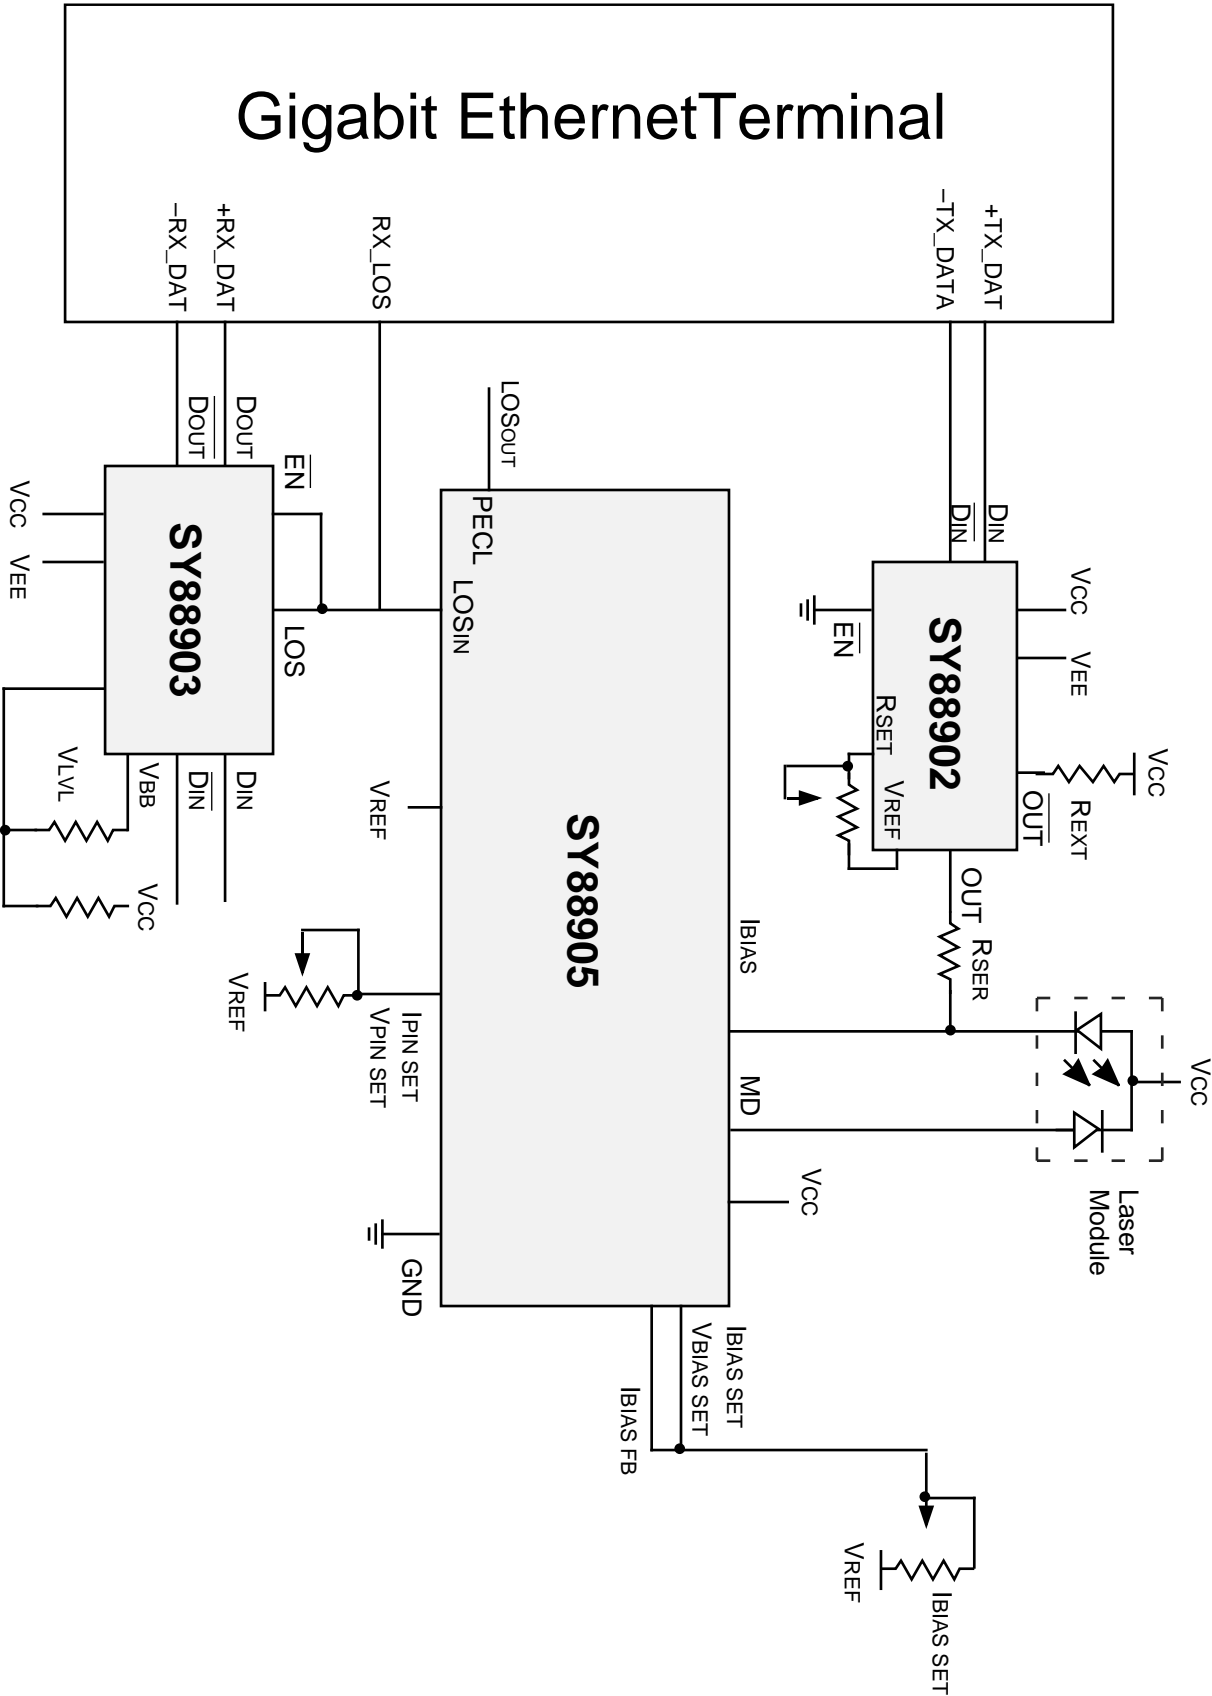 Gigabit EthernetTerminal
–RX_DAT
+RX_DAT
RX_LOS
–TX_DATA
+TX_DAT
DOUT
DOUT
EN
VCC
VEE
SY88903
LOS
VLVL
VBB
DIN
DIN
VCC
LOSOUT
PECL
LOSIN
VREF
SY88905
IPIN SET
VPIN SET
VREF
GND
IBIAS
MD
VCC
IBIAS SET
VBIAS SET
IBIAS FB
DIN
DIN
VCC
VEE
SY88902
EN
RSET
VREF
VCC
REXT
OUT
OUT
RSER
VCC
Laser
Module
VREF
IBIAS SET